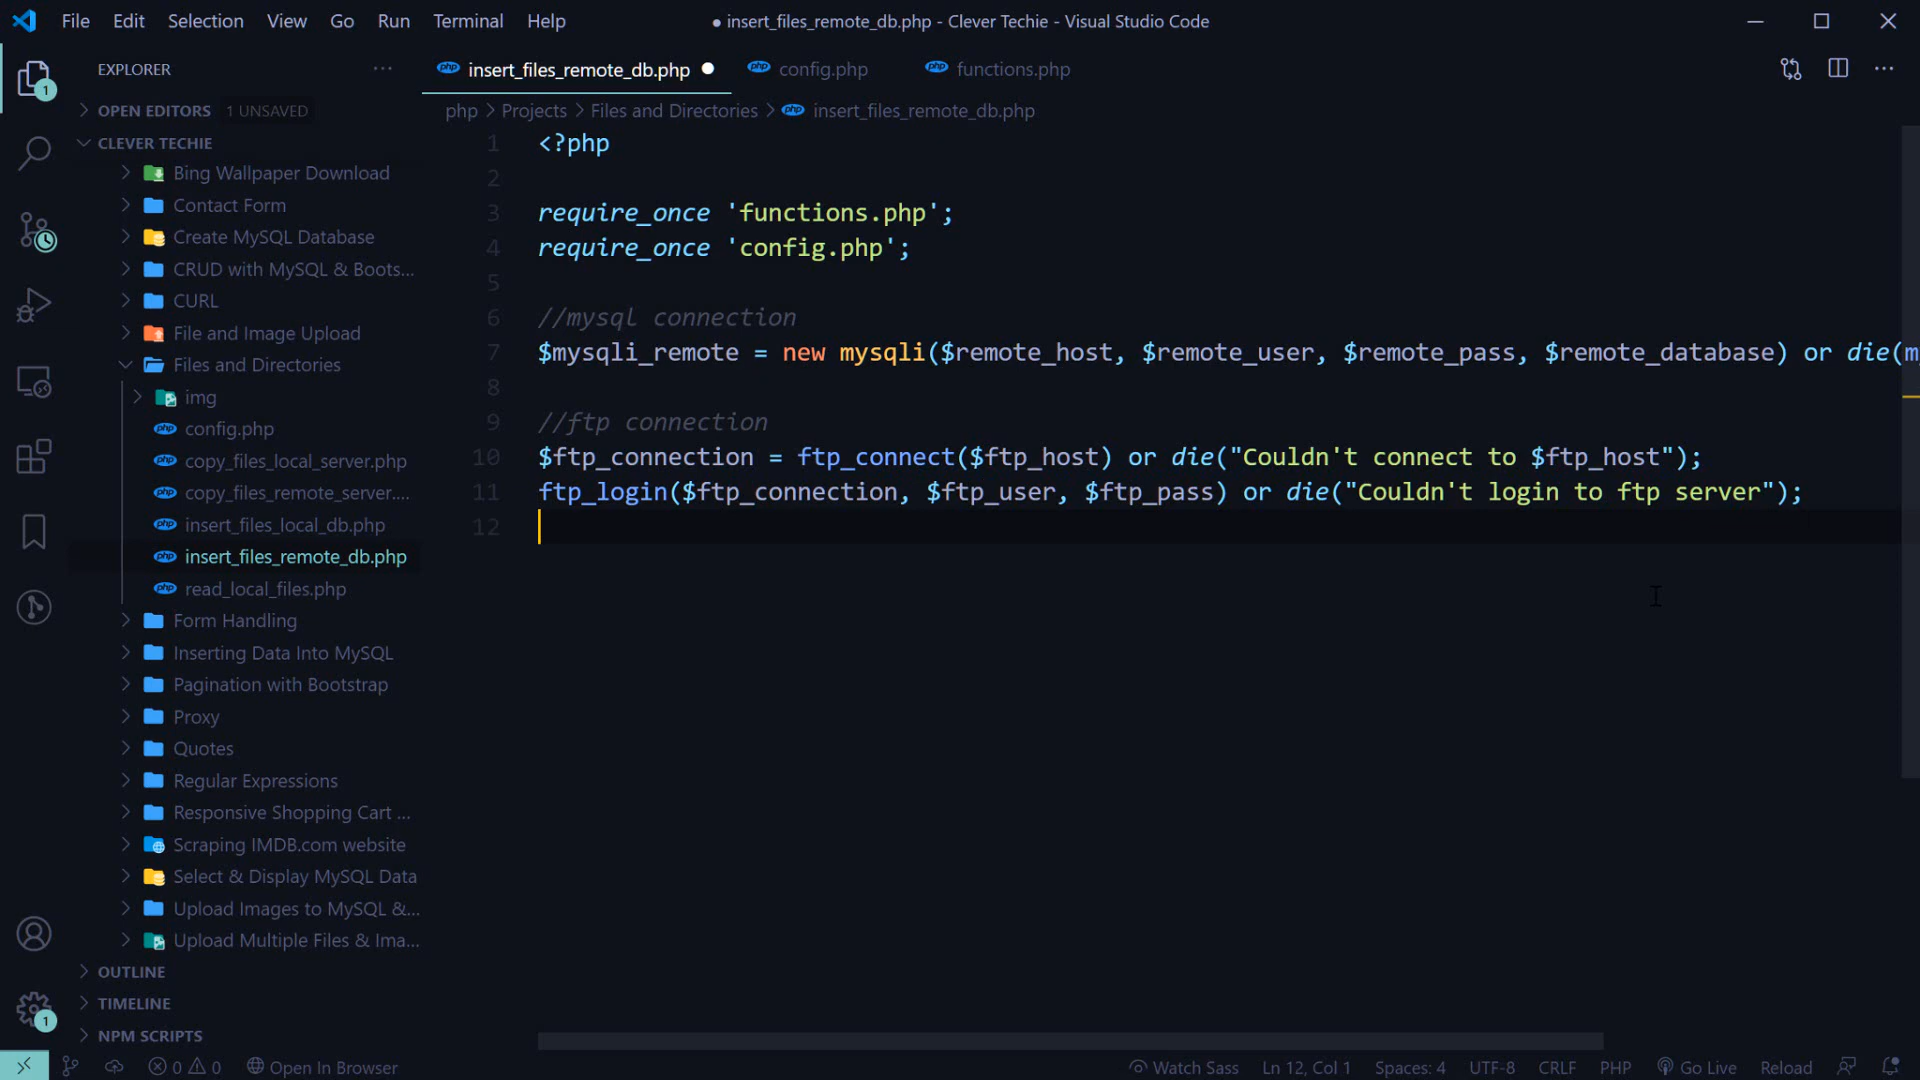 File Edit Selection View Go Run Terminal Help
● insert_files_remote_db.php - Clever Techie - Visual Studio Code
EXPLORER
insert_files_remote_db.php
config.php
functions.php
OPEN EDITORS 1 UNSAVED
php > Projects > Files and Directories > insert_files_remote_db.php
CLEVER TECHIE
Bing Wallpaper Download
Contact Form
Create MySQL Database
CRUD with MySQL & Boots...
CURL
File and Image Upload
Files and Directories
img
config.php
copy_files_local_server.php
copy_files_remote_server....
insert_files_local_db.php
insert_files_remote_db.php
read_local_files.php
Form Handling
Inserting Data Into MySQL
Pagination with Bootstrap
Proxy
Quotes
Regular Expressions
Responsive Shopping Cart ...
Scraping IMDB.com website
Select & Display MySQL Data
Upload Images to MySQL &...
Upload Multiple Files & Ima...
OUTLINE
TIMELINE
NPM SCRIPTS
1
1
1 <?php
2
3 require_once 'functions.php';
4 require_once 'config.php';
5
6 //mysql connection
7 $mysqli_remote = new mysqli($remote_host, $remote_user, $remote_pass, $remote_database) or die(m
8
9 //ftp connection
10 $ftp_connection = ftp_connect($ftp_host) or die("Couldn't connect to $ftp_host");
11 ftp_login($ftp_connection, $ftp_user, $ftp_pass) or die("Couldn't login to ftp server");
12
0 0 Open In Browser
Watch Sass Ln 12, Col 1 Spaces: 4 UTF-8 CRLF PHP Go Live Reload